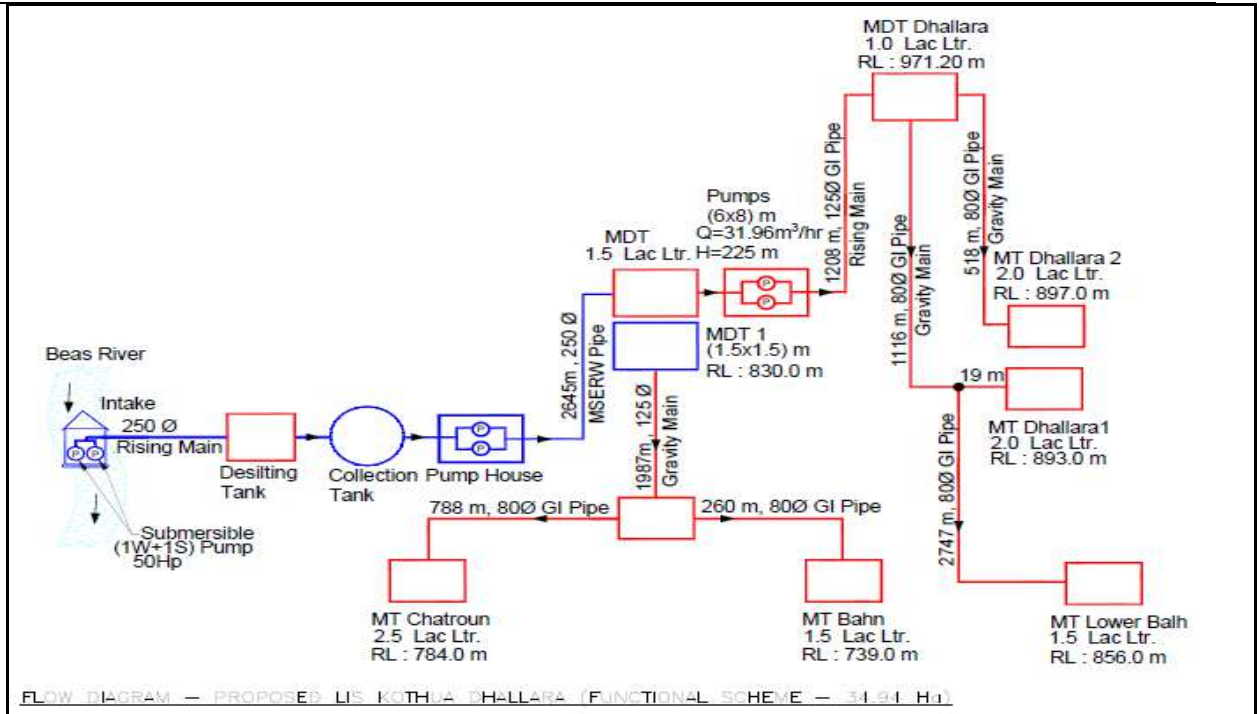 MDT Dhallara
1.0 Lac Ltr.
RL : 971.20 m
1208 m, 125Ø GI Pipe
Rising Main
1116 m, 80Ø GI Pipe
Gravity Main
518 m, 80Ø GI Pipe
Gravity Main
Pumps
(6x8) m
Q=31.96m³/hr
H=225 m
MDT
1.5 Lac Ltr.
MT Dhallara 2
2.0 Lac Ltr.
RL : 897.0 m
2645m , 250 Ø
MSERW Pipe
MDT 1
(1.5x1.5) m
RL : 830.0 m
Beas River
Intake
250 Ø
Rising Main
P P
P
P
P
P
Desilting
Tank
Collection
Tank
Pump House
1987m 125 Ø
Gravity Main
19 m
MT Dhallara1
2.0 Lac Ltr.
RL : 893.0 m
2747 m, 80Ø GI Pipe
Submersible
(1W+1S) Pump
50Hp
788 m, 80Ø GI Pipe
260 m, 80Ø GI Pipe
MT Chatroun
2.5 Lac Ltr.
RL : 784.0 m
MT Bahn
1.5 Lac Ltr.
RL : 739.0 m
MT Lower Balh
1.5 Lac Ltr.
RL : 856.0 m
FLOW DIAGRAM – PROPOSED LIS KOTHUA DHALLARA (FUNCTIONAL SCHEME – 34.94 Ha)